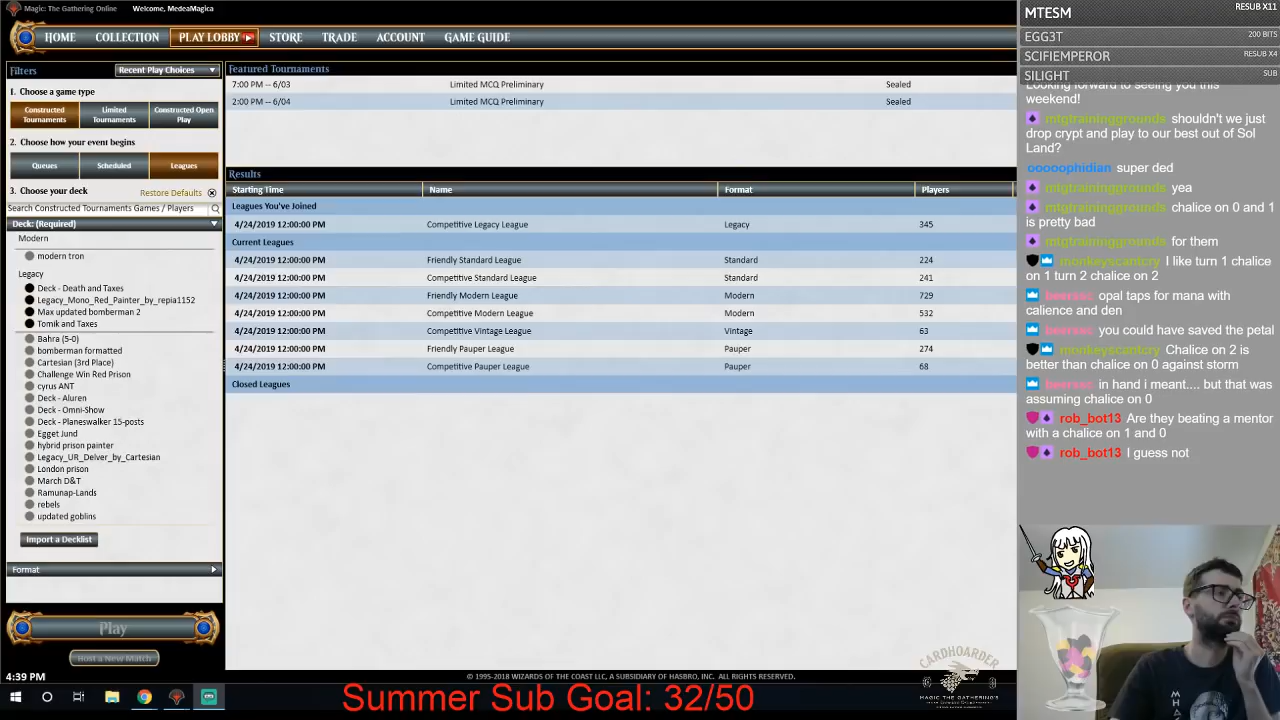 Magic: The Gathering Online
Welcome, MedeaMagica
HOME COLLECTION PLAY LOBBY STORE TRADE ACCOUNT GAME GUIDE
Filters
Recent Play Choices
1. Choose a game type
Constructed Tournaments
Limited Tournaments
Constructed Open Play
2. Choose how your event begins
Queues Scheduled Leagues
3. Choose your deck
Restore Defaults
Search Constructed Tournaments Games / Players
Deck: (Required)
Modern
modern tron
Legacy
Deck - Death and Taxes
Legacy_Mono_Red_Painter_by_repia1152
Max updated bomberman 2
Tomik and Taxes
Bahra (5-0)
bomberman formatted
Cartesian (3rd Place)
Challenge Win Red Prison
cyrus ANT
Deck - Aluren
Deck - Omni-Show
Deck - Planeswalker 15-posts
Egget Jund
hybrid prison painter
Legacy_UR_Delver_by_Cartesian
London prison
March D&T
Ramunap-Lands
rebels
updated goblins
Import a Decklist
Format
Play
Host a New Match
4:39 PM
Featured Tournaments
7:00 PM -- 6/03 Limited MCQ Preliminary Sealed
2:00 PM -- 6/04 Limited MCQ Preliminary Sealed
Results
Starting Time Name Format Players
Leagues You've Joined
4/24/2019 12:00:00 PM Competitive Legacy League Legacy 345
Current Leagues
4/24/2019 12:00:00 PM Friendly Standard League Standard 224
4/24/2019 12:00:00 PM Competitive Standard League Standard 241
4/24/2019 12:00:00 PM Friendly Modern League Modern 729
4/24/2019 12:00:00 PM Competitive Modern League Modern 532
4/24/2019 12:00:00 PM Competitive Vintage League Vintage 63
4/24/2019 12:00:00 PM Friendly Pauper League Pauper 274
4/24/2019 12:00:00 PM Competitive Pauper League Pauper 68
Closed Leagues
CARDHOARDER
MAGIC THE GATHERING'S
© 1995-2018 WIZARDS OF THE COAST LLC, A SUBSIDIARY OF HASBRO, INC. ALL RIGHTS RESERVED.
Summer Sub Goal: 32/50
MTESM RESUB X11
EGG3T 200 BITS
SCIFIEMPEROR RESUB X4
SILIGHT SUB
Looking forward to seeing you this
weekend!
mtgtraininggrounds shouldn't we just
drop crypt and play to our best out of Sol
Land?
ooooophidian super ded
mtgtraininggrounds yea
mtgtraininggrounds chalice on 0 and 1
is pretty bad
mtgtraininggrounds for them
monkeyscantcry I like turn 1 chalice
on 1 turn 2 chalice on 2
opal taps for mana with
calience and den
you could have saved the petal
monkeyscantcry Chalice on 2 is
better than chalice on 0 against storm
in hand i meant.... but that was
assuming chalice on 0
rob_bot13 Are they beating a mentor
with a chalice on 1 and 0
rob_bot13 I guess not